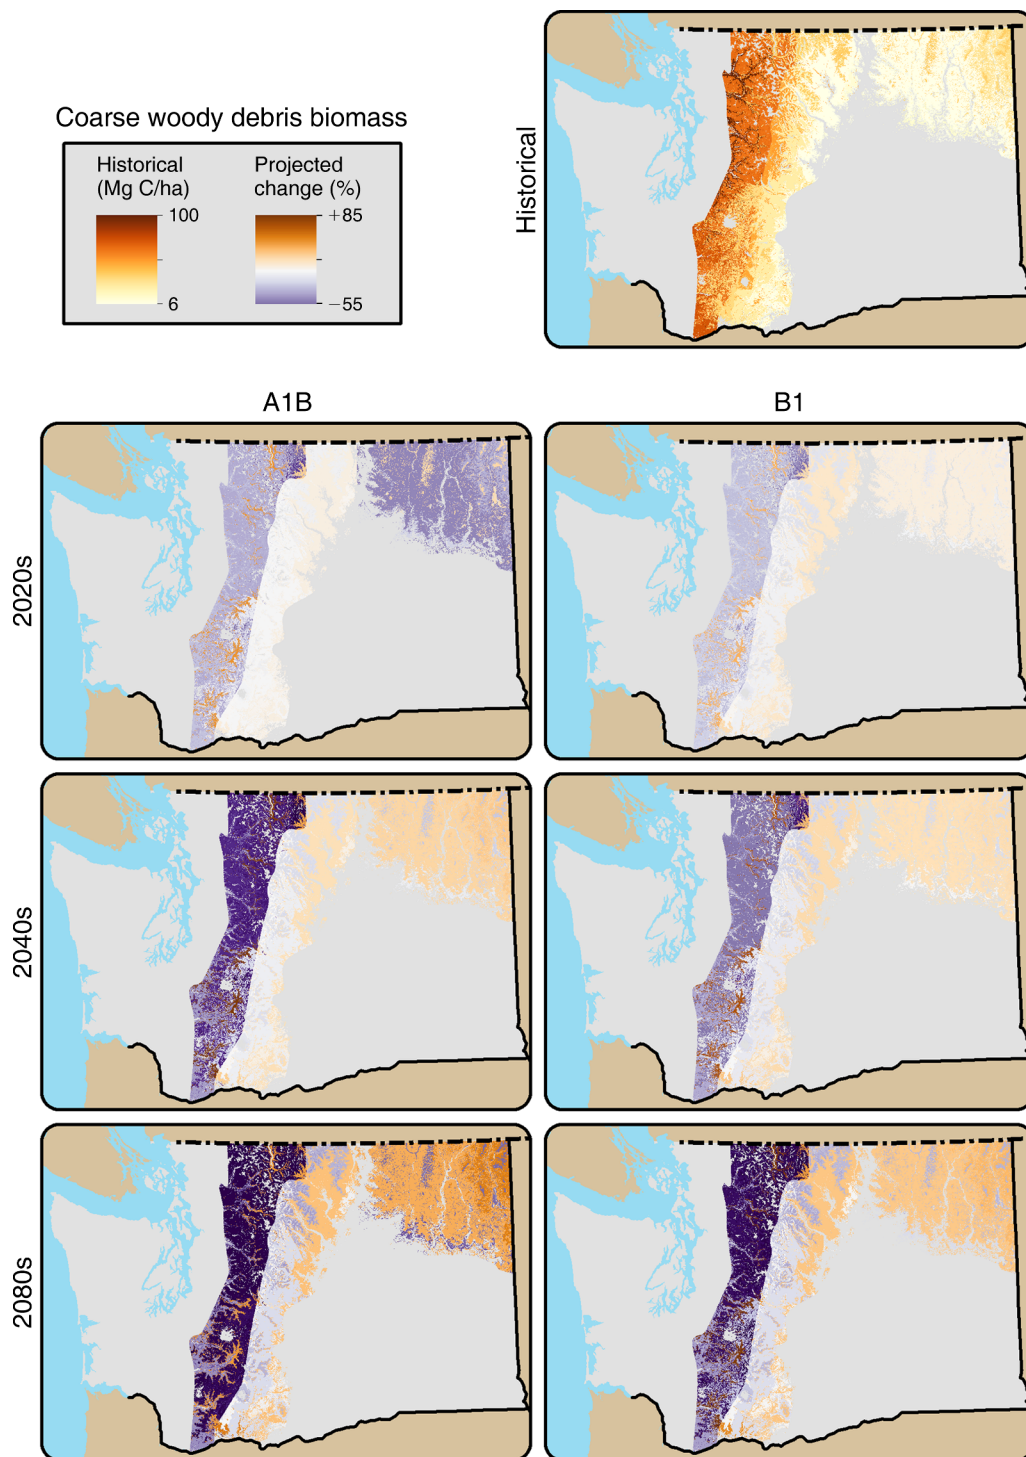 Coarse woody debris biomass
Historical
(Mg C/ha)
100
6
Projected
change (%)
+85
−55
Historical
A1B
B1
2020s
2040s
2080s